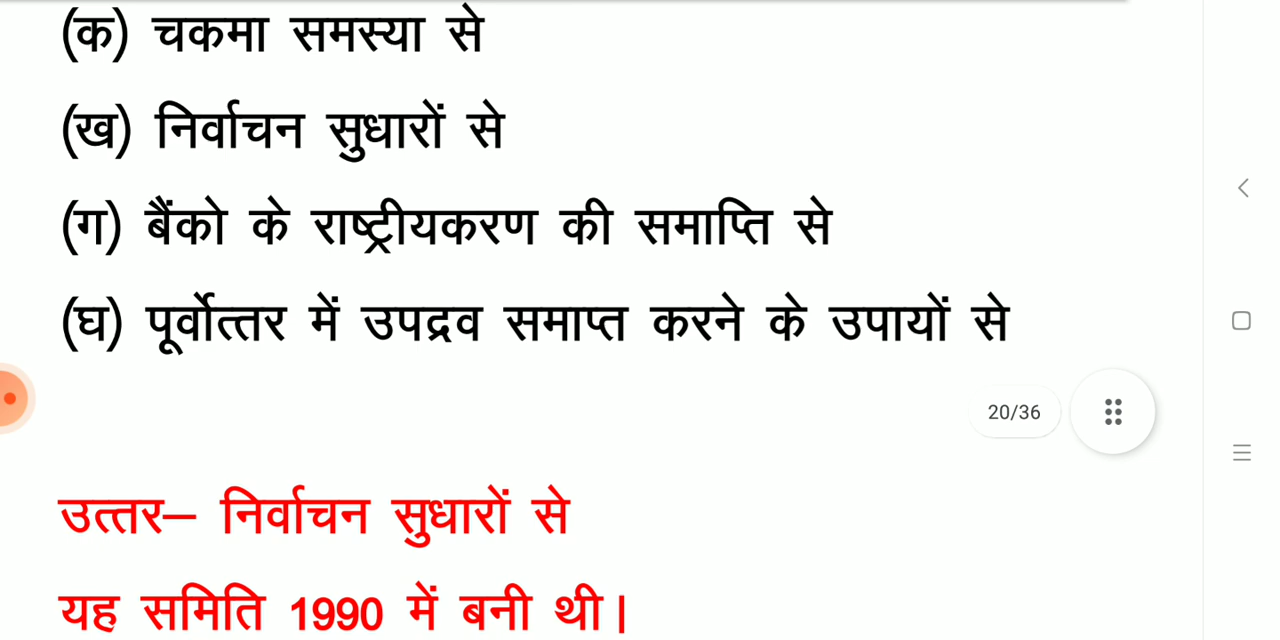 (क) चकमा समस्या से
(ख) निर्वाचन सुधारों से
(ग) बैंको के राष्ट्रीयकरण की समाप्ति से
(घ) पूर्वोत्तर में उपद्रव समाप्त करने के उपायों से
20/36
उत्तर– निर्वाचन सुधारों से
यह समिति 1990 में बनी थी|